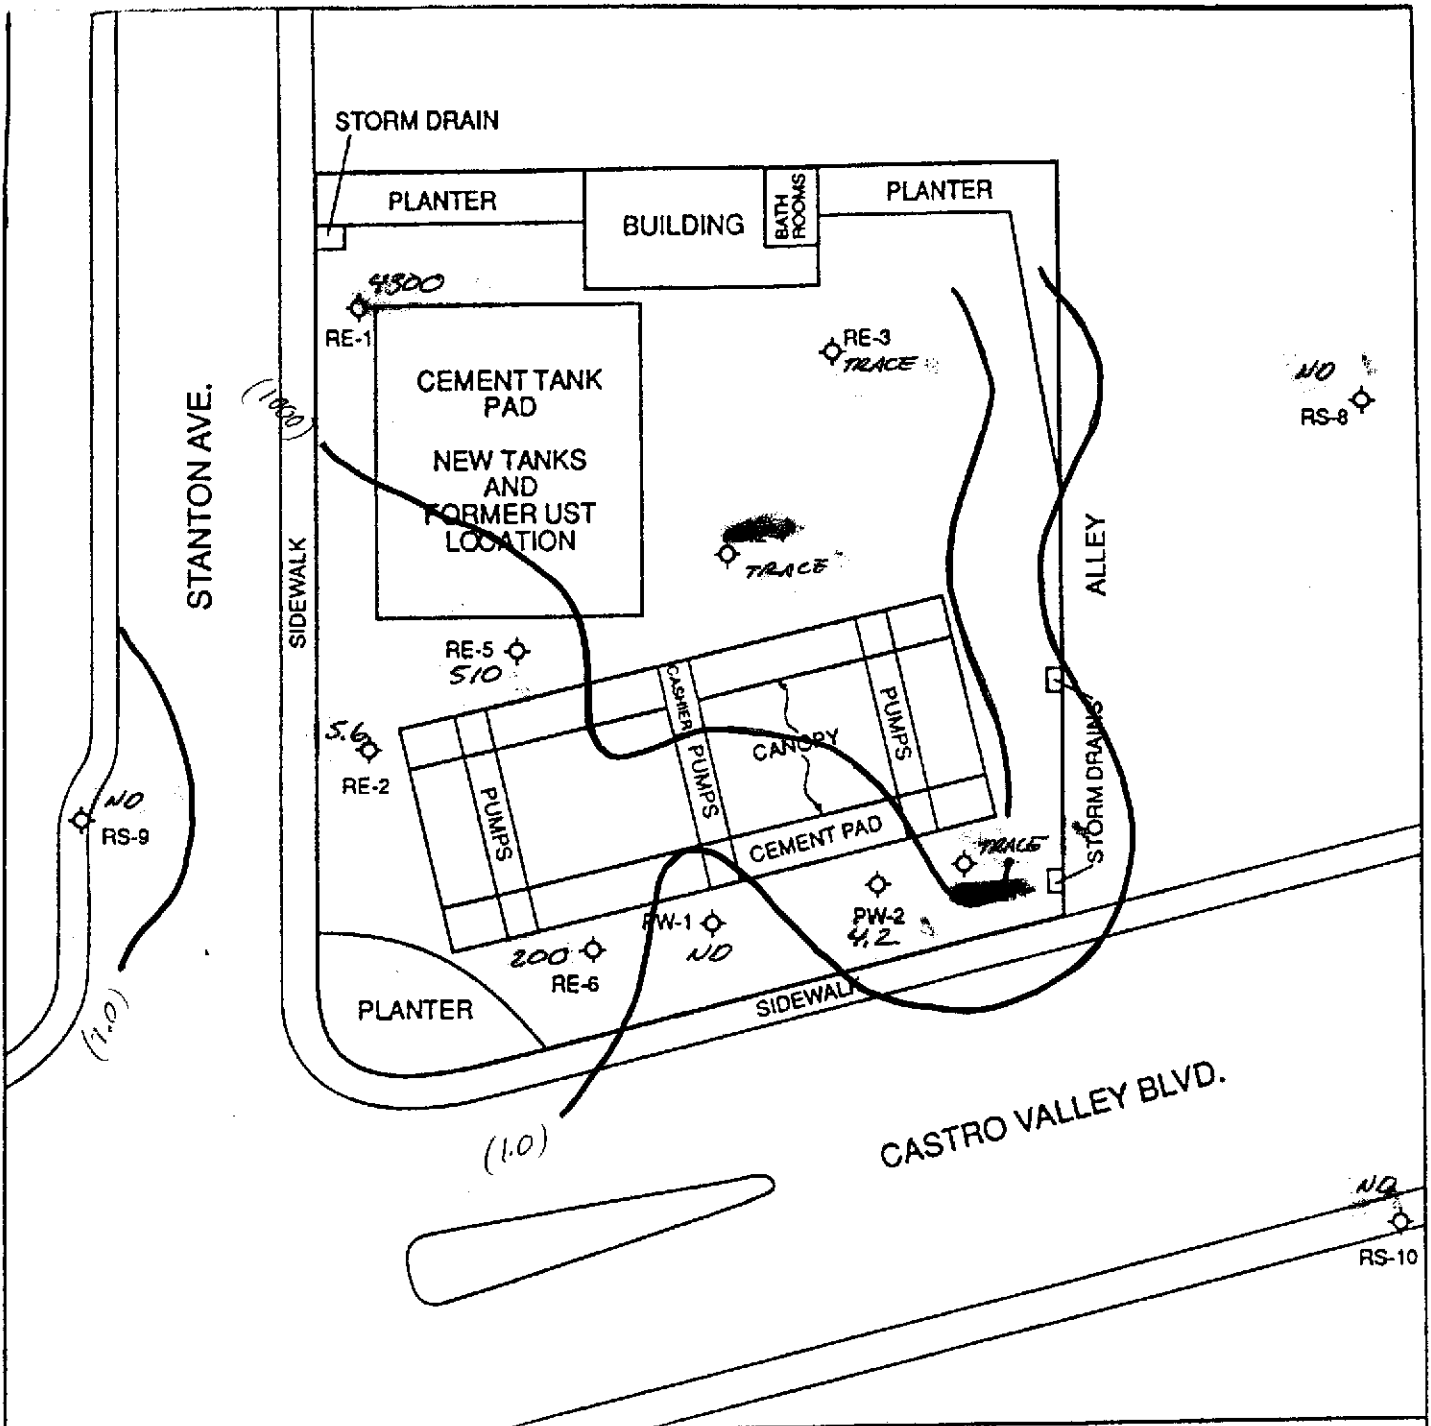 STORM DRAIN
PLANTER
BUILDING
BATH
ROOMS
PLANTER
4300
RE-1
RE-3
TRACE
ND
RS-8
(1000)
CEMENT TANK
PAD
NEW TANKS
AND
FORMER UST
LOCATION
STANTON AVE.
SIDEWALK
ALLEY
TRACE
RE-5
510
5.6
RE-2
CASHIER
CANOPY
PUMPS
PUMPS
PUMPS
STORM DRAINS
ND
RS-9
CEMENT PAD
TRACE
PW-2
4.2
PW-1
ND
200
RE-6
PLANTER
SIDEWALK
(1.0)
(1.0)
CASTRO VALLEY BLVD.
ND
RS-10